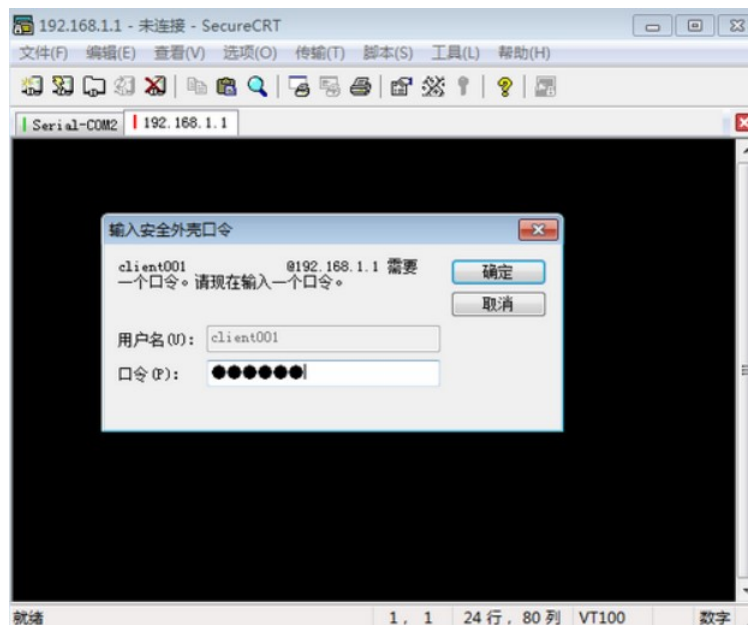 192.168.1.1 - 未连接 - SecureCRT
文件(F) 编辑(E) 查看(V) 选项(O) 传输(T) 脚本(S) 工具(L) 帮助(H)
Serial-COM2 192.168.1.1
输入安全外壳口令
client001 @192.168.1.1 需要
一个口令。请现在输入一个口令。
确定
取消
用户名(U): client001
口令(P): ●●●●●●
就绪 1, 1 24 行, 80 列 VT100 数字